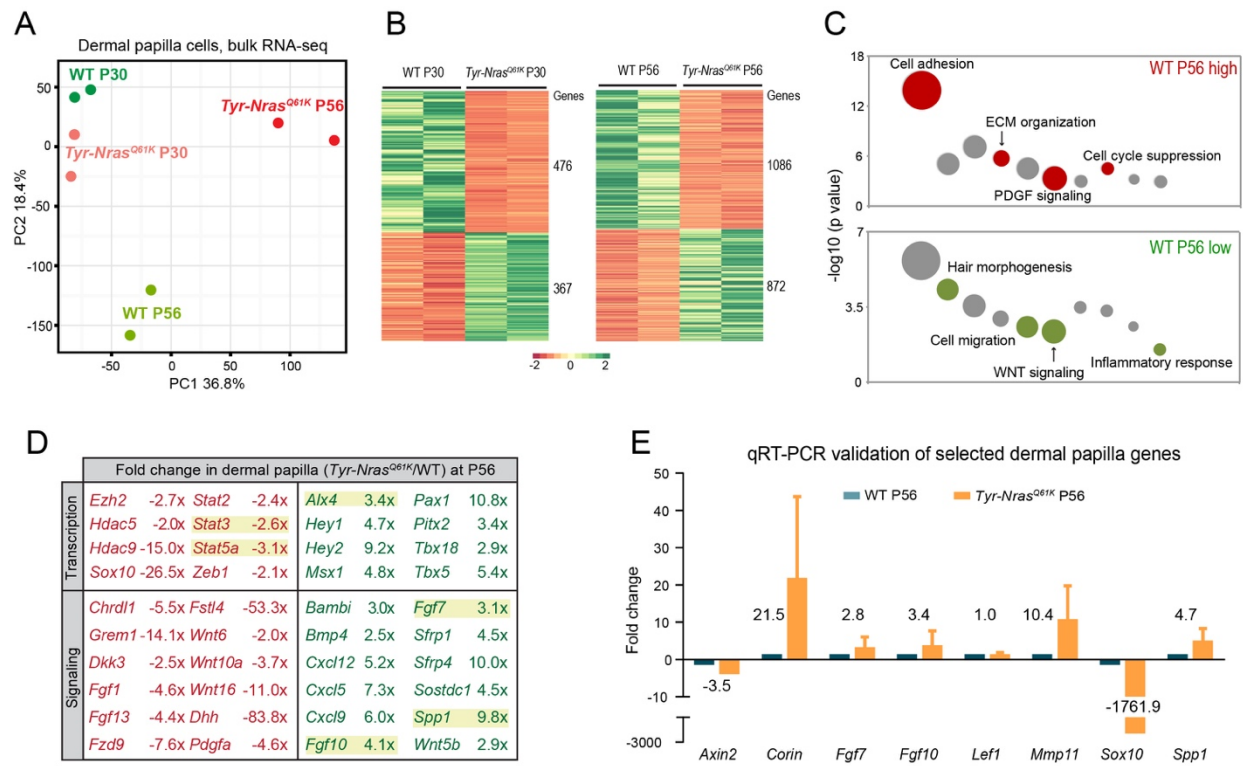 A
Dermal papilla cells, bulk RNA-seq
WT P30
Tyr-NrasQ61K P56
Tyr-NrasQ61K P30
WT P56
50
0
-50
-100
-150
PC2 18.4%
-50
0
50
100
PC1 36.8%
B
WT P30
Tyr-NrasQ61K P30
Genes
476
367
WT P56
Tyr-NrasQ61K P56
Genes
1086
872
-2
0
2
C
18
12
6
0
WT P56 high
Cell adhesion
ECM organization
Cell cycle suppression
PDGF signaling
-log10 (p value)
7
3.5
0
WT P56 low
Hair morphogenesis
Cell migration
WNT signaling
Inflammatory response
D
Fold change in dermal papilla (Tyr-NrasQ61K/WT) at P56
Transcription
Ezh2 -2.7x Stat2 -2.4x Alx4 3.4x Pax1 10.8x
Hdac5 -2.0x Stat3 -2.6x Hey1 4.7x Pitx2 3.4x
Hdac9 -15.0x Stat5a -3.1x Hey2 9.2x Tbx18 2.9x
Sox10 -26.5x Zeb1 -2.1x Msx1 4.8x Tbx5 5.4x
Signaling
Chrdl1 -5.5x Fstl4 -53.3x Bambi 3.0x Fgf7 3.1x
Grem1 -14.1x Wnt6 -2.0x Bmp4 2.5x Sfrp1 4.5x
Dkk3 -2.5x Wnt10a -3.7x Cxcl12 5.2x Sfrp4 10.0x
Fgf1 -4.6x Wnt16 -11.0x Cxcl5 7.3x Sostdc1 4.5x
Fgf13 -4.4x Dhh -83.8x Cxcl9 6.0x Spp1 9.8x
Fzd9 -7.6x Pdgfa -4.6x Fgf10 4.1x Wnt5b 2.9x
E
qRT-PCR validation of selected dermal papilla genes
WT P56
Tyr-NrasQ61K P56
Fold change
50
40
30
20
10
0
-10
-3000
-3.5
21.5
2.8
3.4
1.0
10.4
-1761.9
4.7
Axin2
Corin
Fgf7
Fgf10
Lef1
Mmp11
Sox10
Spp1